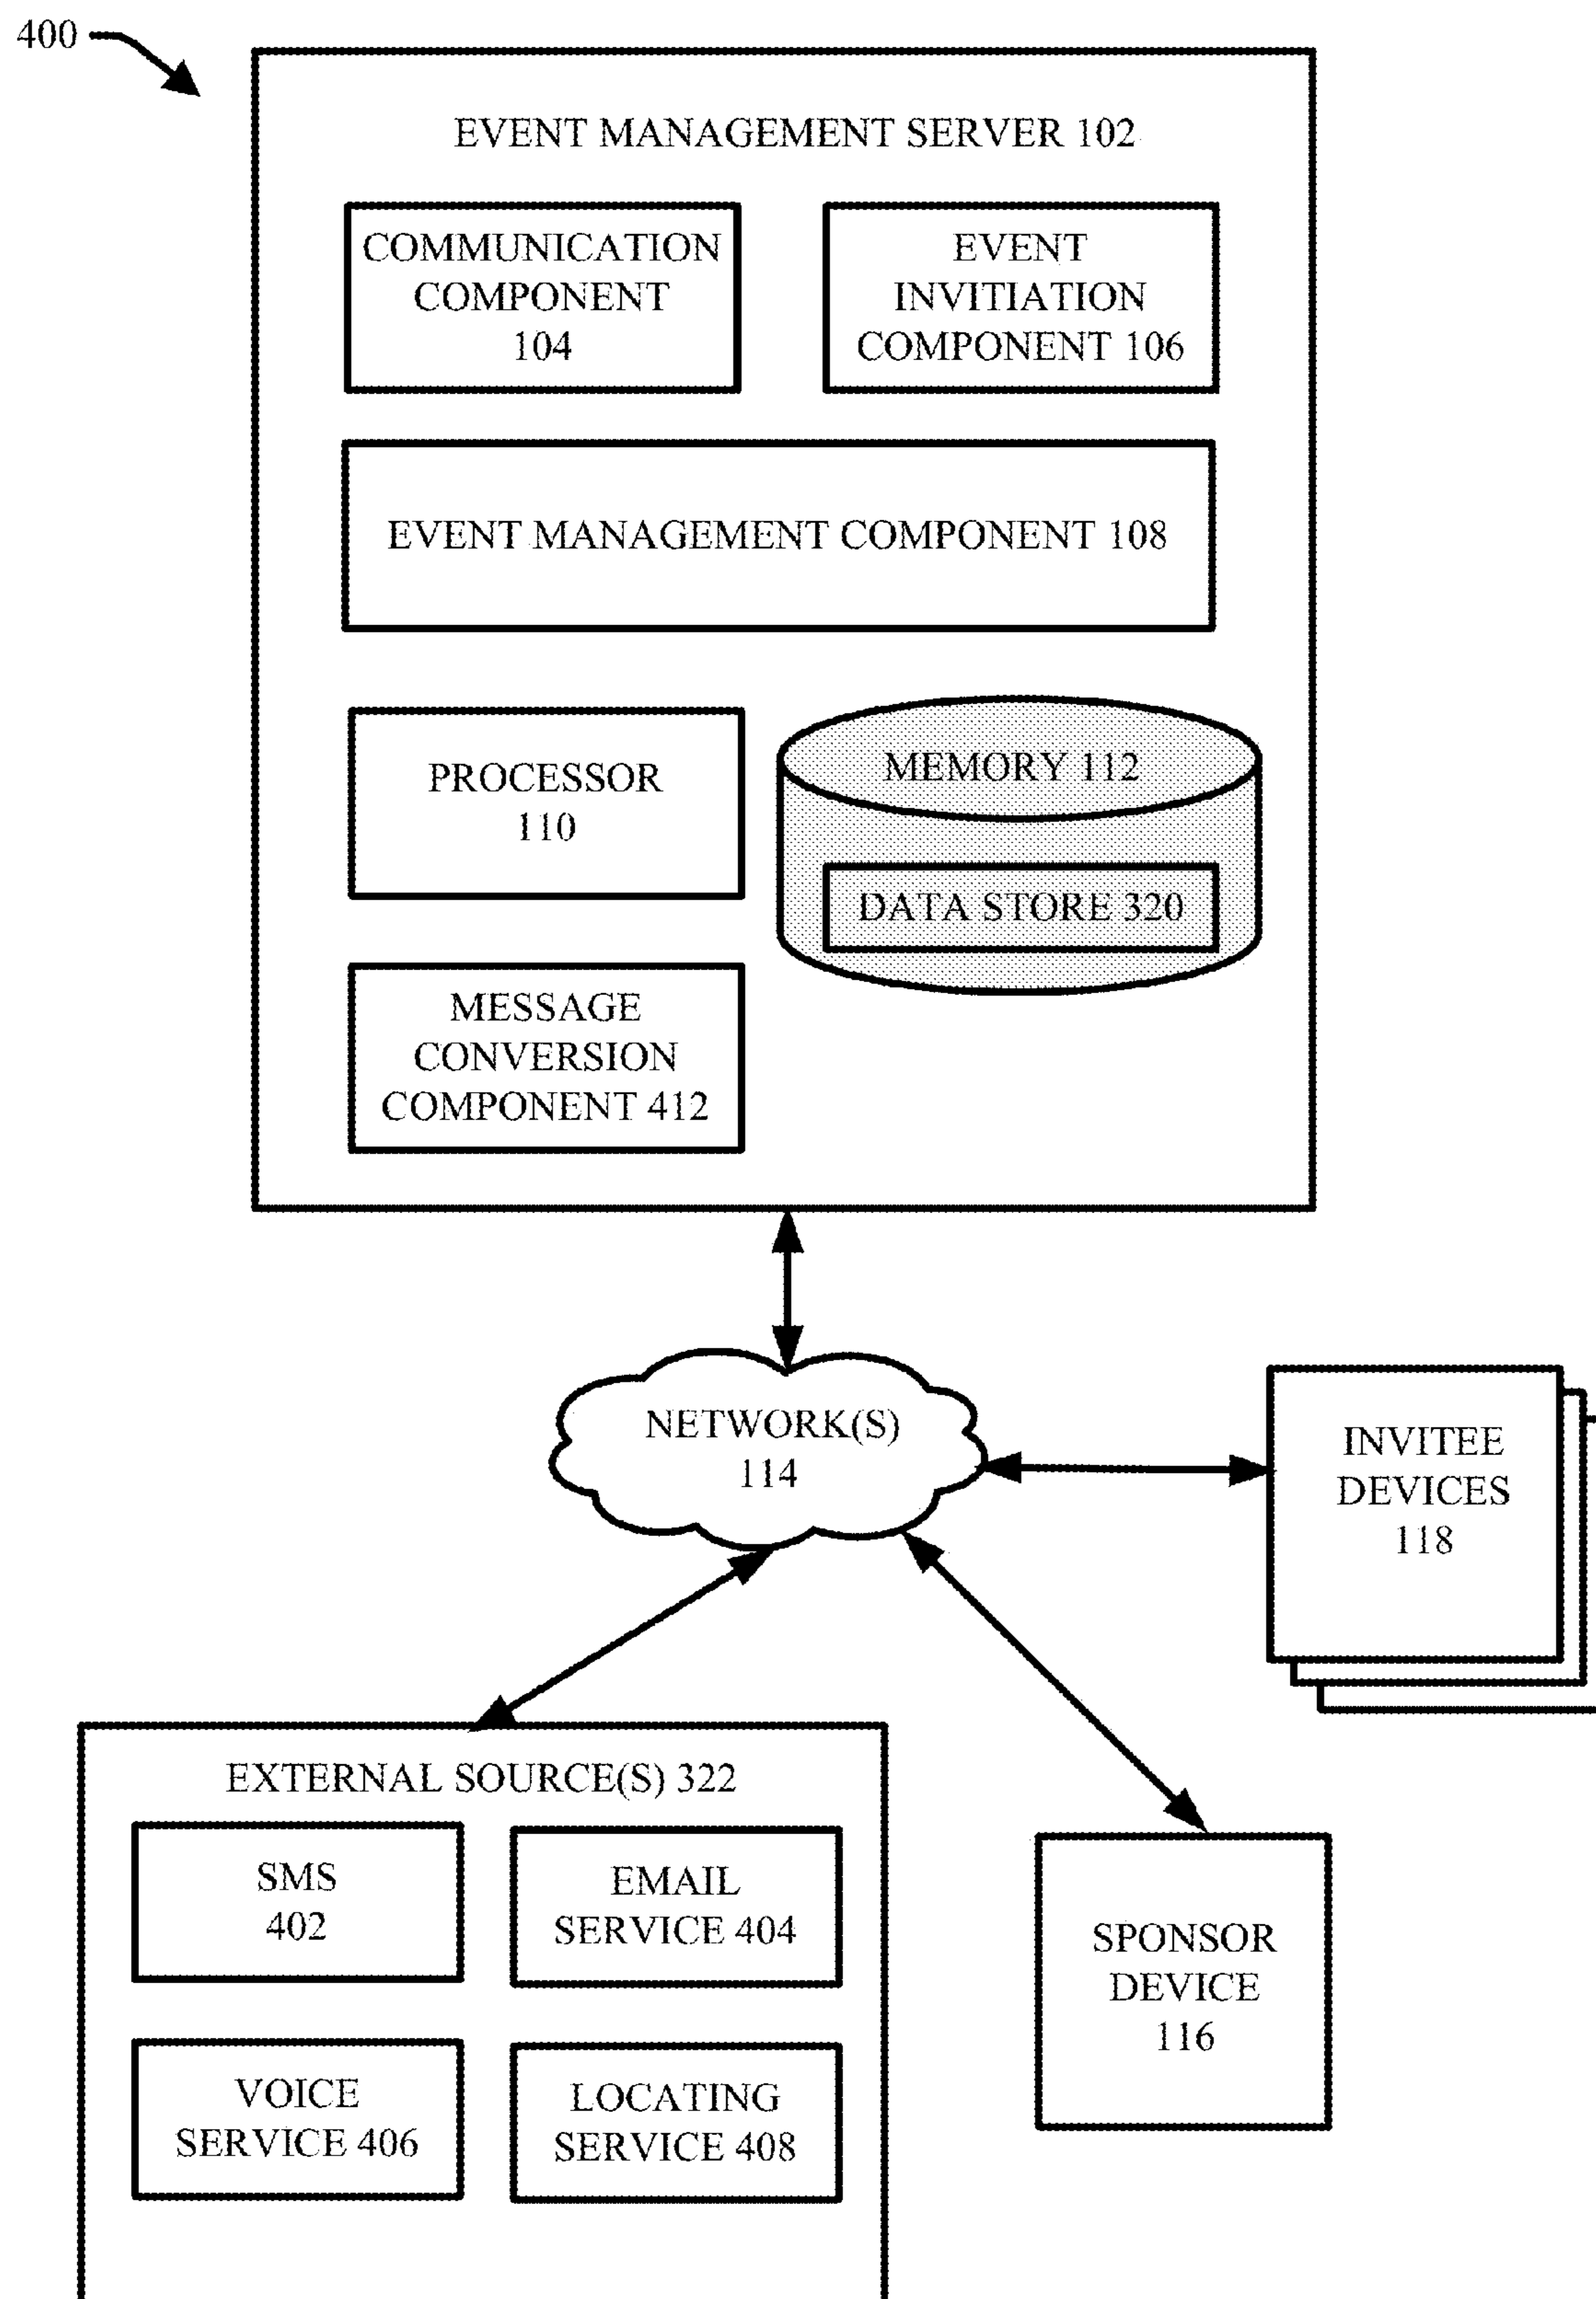 400
EVENT MANAGEMENT SERVER 102
COMMUNICATION
COMPONENT
104
EVENT
INVITIATION
COMPONENT 106
EVENT MANAGEMENT COMPONENT 108
PROCESSOR
110
MEMORY 112
DATA STORE 320
MESSAGE
CONVERSION
COMPONENT 412
NETWORK(S)
114
INVITEE
DEVICES
118
EXTERNAL SOURCE(S) 322
SMS
402
EMAIL
SERVICE 404
VOICE
SERVICE 406
LOCATING
SERVICE 408
SPONSOR
DEVICE
116